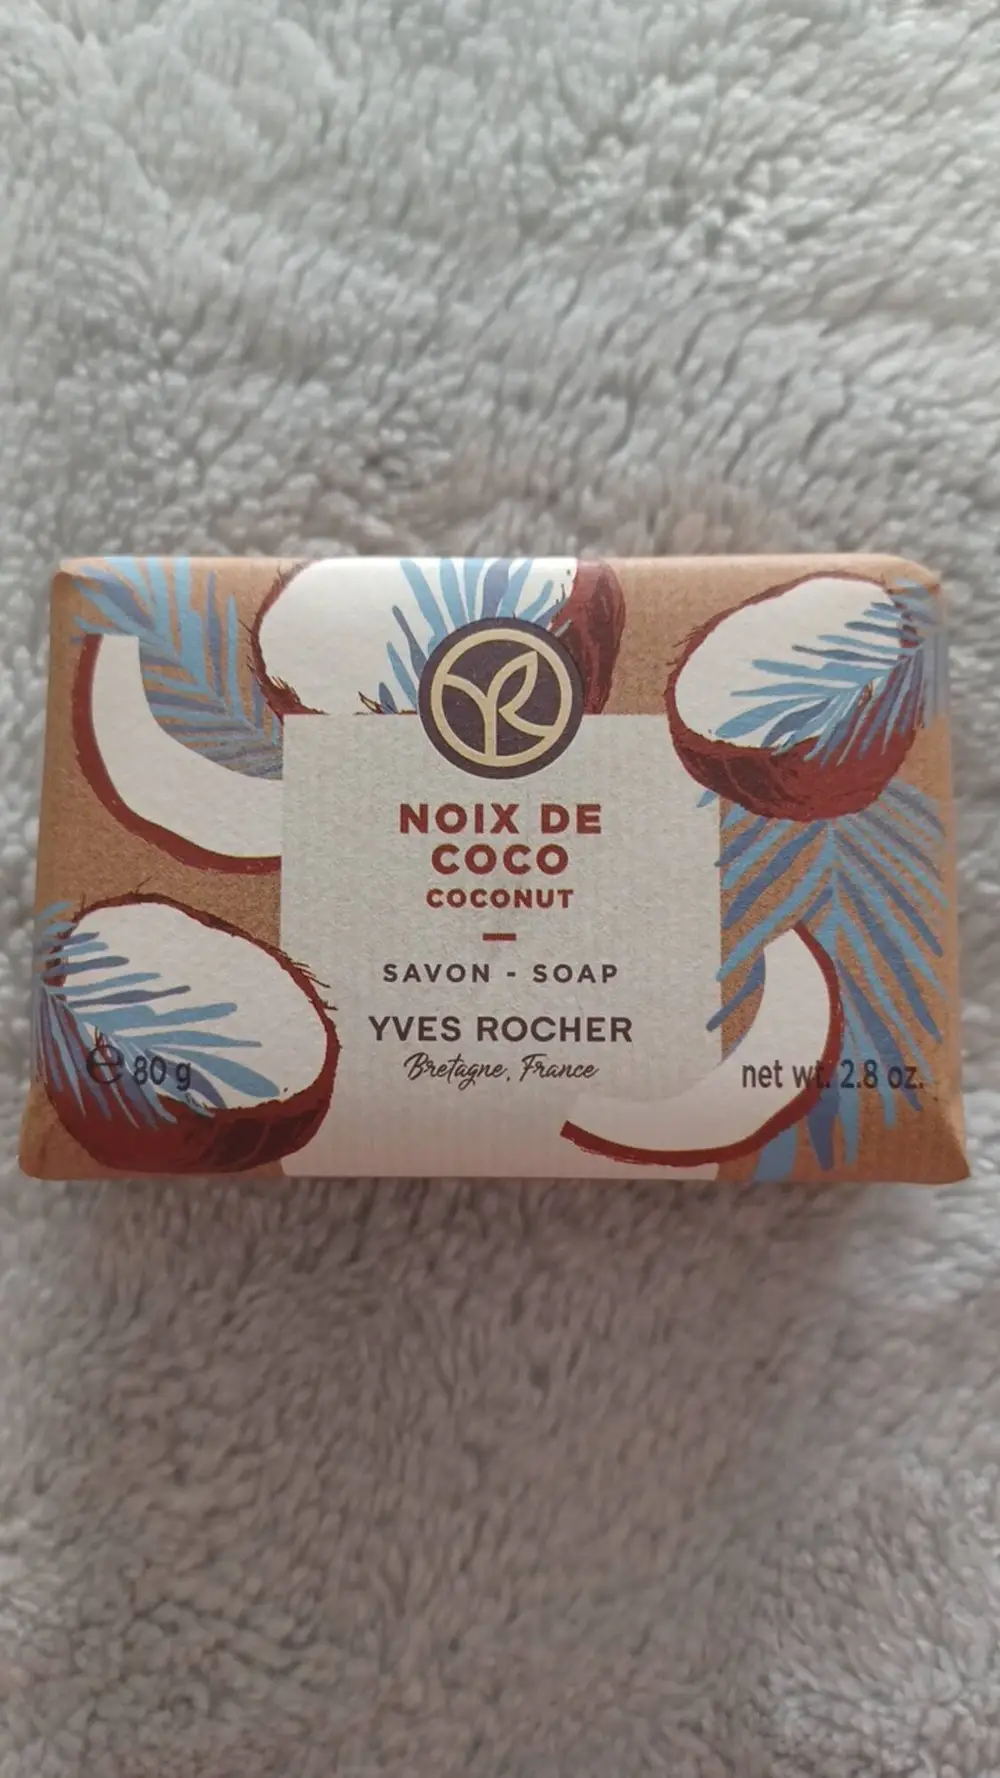 NOIX DE
COCO
COCONUT
SAVON - SOAP
YVES ROCHER
Bretagne, France
℮ 80 g
net wt. 2.8 oz.